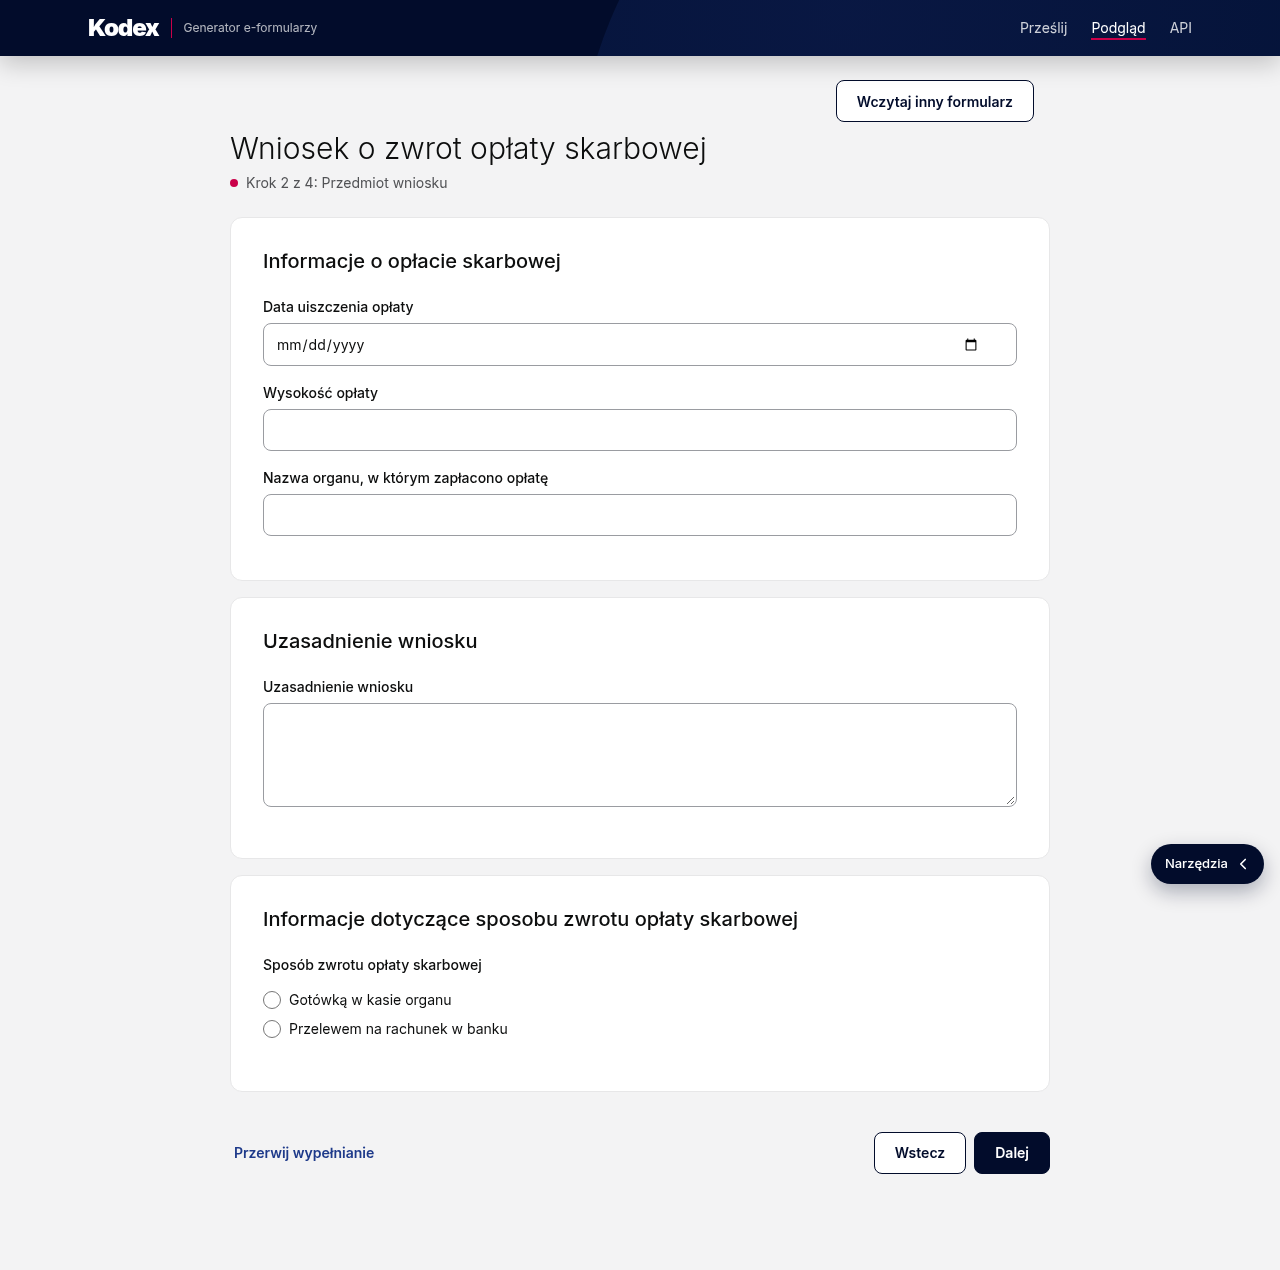 Kodex
Generator e-formularzy
Prześlij
Podgląd
API
Wczytaj inny formularz
Wniosek o zwrot opłaty skarbowej
Krok 2 z 4: Przedmiot wniosku
Informacje o opłacie skarbowej
Data uiszczenia opłaty
mm/dd/yyyy
Wysokość opłaty
Nazwa organu, w którym zapłacono opłatę
Uzasadnienie wniosku
Uzasadnienie wniosku
Narzędzia
Informacje dotyczące sposobu zwrotu opłaty skarbowej
Sposób zwrotu opłaty skarbowej
Gotówką w kasie organu
Przelewem na rachunek w banku
Przerwij wypełnianie
Wstecz
Dalej